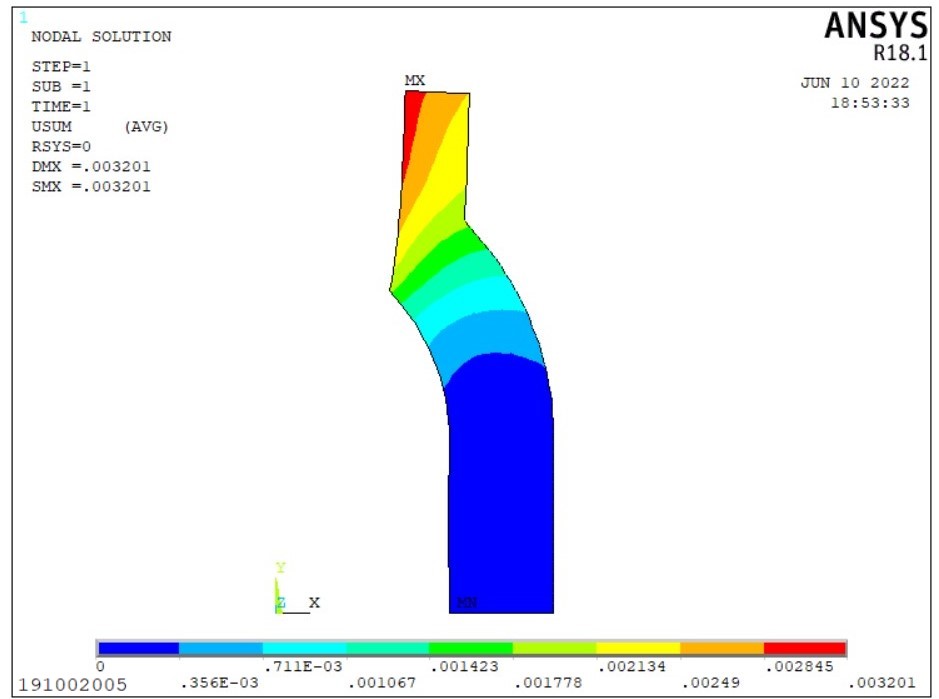 1
NODAL SOLUTION
STEP=1
SUB =1
TIME=1
USUM (AVG)
RSYS=0
DMX =.003201
SMX =.003201
ANSYS
R18.1
JUN 10 2022
18:53:33
MX
Y
Z X
MN
0 .711E-03 .001423 .002134 .002845
.356E-03 .001067 .001778 .00249 .003201
191002005